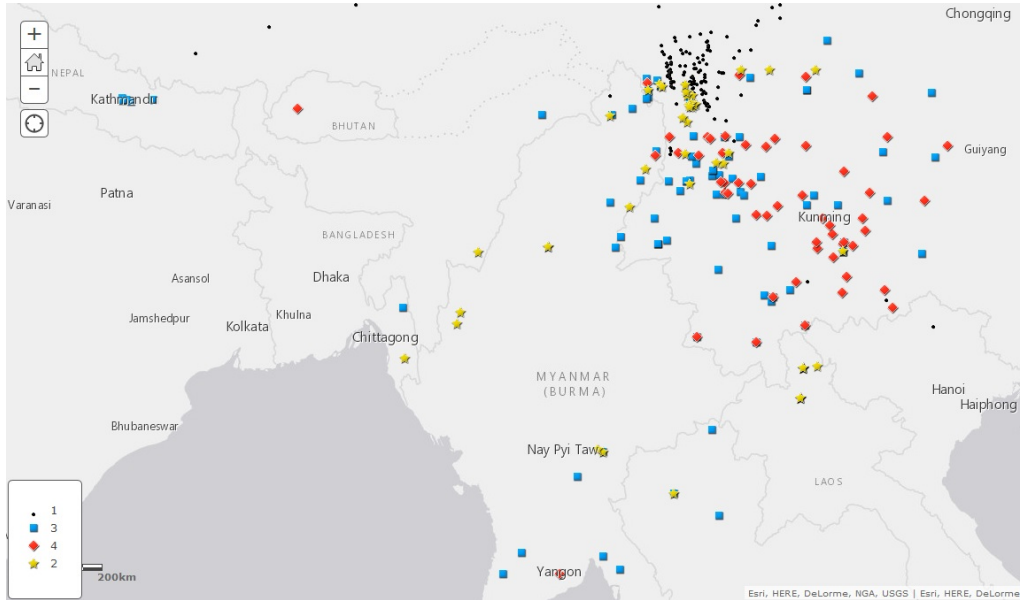 +
−
Chongqing
NEPAL
Kathmandu
BHUTAN
Guiyang
Patna
Varanasi
Kunming
BANGLADESH
Asansol
Dhaka
Jamshedpur
Khulna
Kolkata
Chittagong
MYANMAR
(BURMA)
Hanoi
Haiphong
Bhubaneswar
Nay Pyi Taw
LAOS
1
3
4
2
Yangon
200km
Esri, HERE, DeLorme, NGA, USGS | Esri, HERE, DeLorme